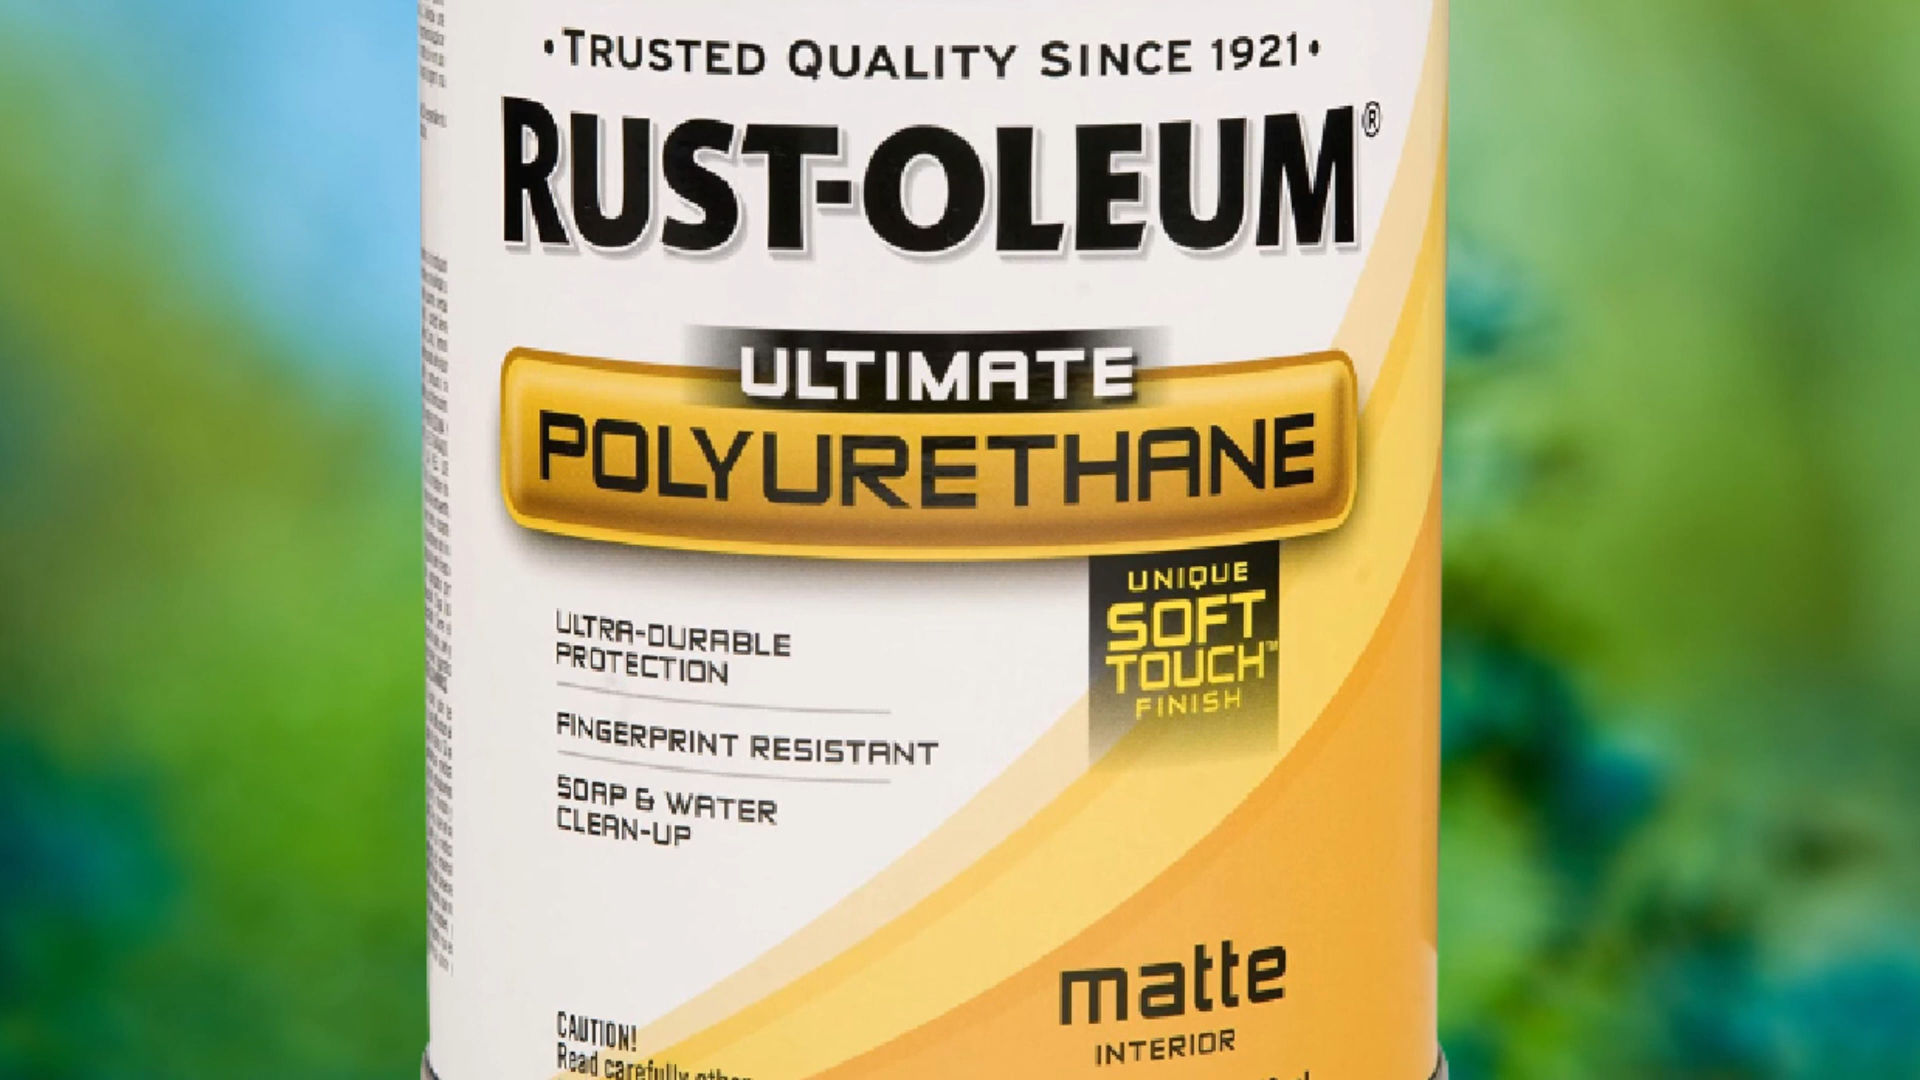 •TRUSTED QUALITY SINCE 1921•
RUST-OLEUM®
ULTIMATE
POLYURETHANE
UNIQUE
SOFT
TOUCH™
FINISH
ULTRA-DURABLE
PROTECTION
FINGERPRINT RESISTANT
SOAP & WATER
CLEAN-UP
matte
INTERIOR
CAUTION!
Read carefully other